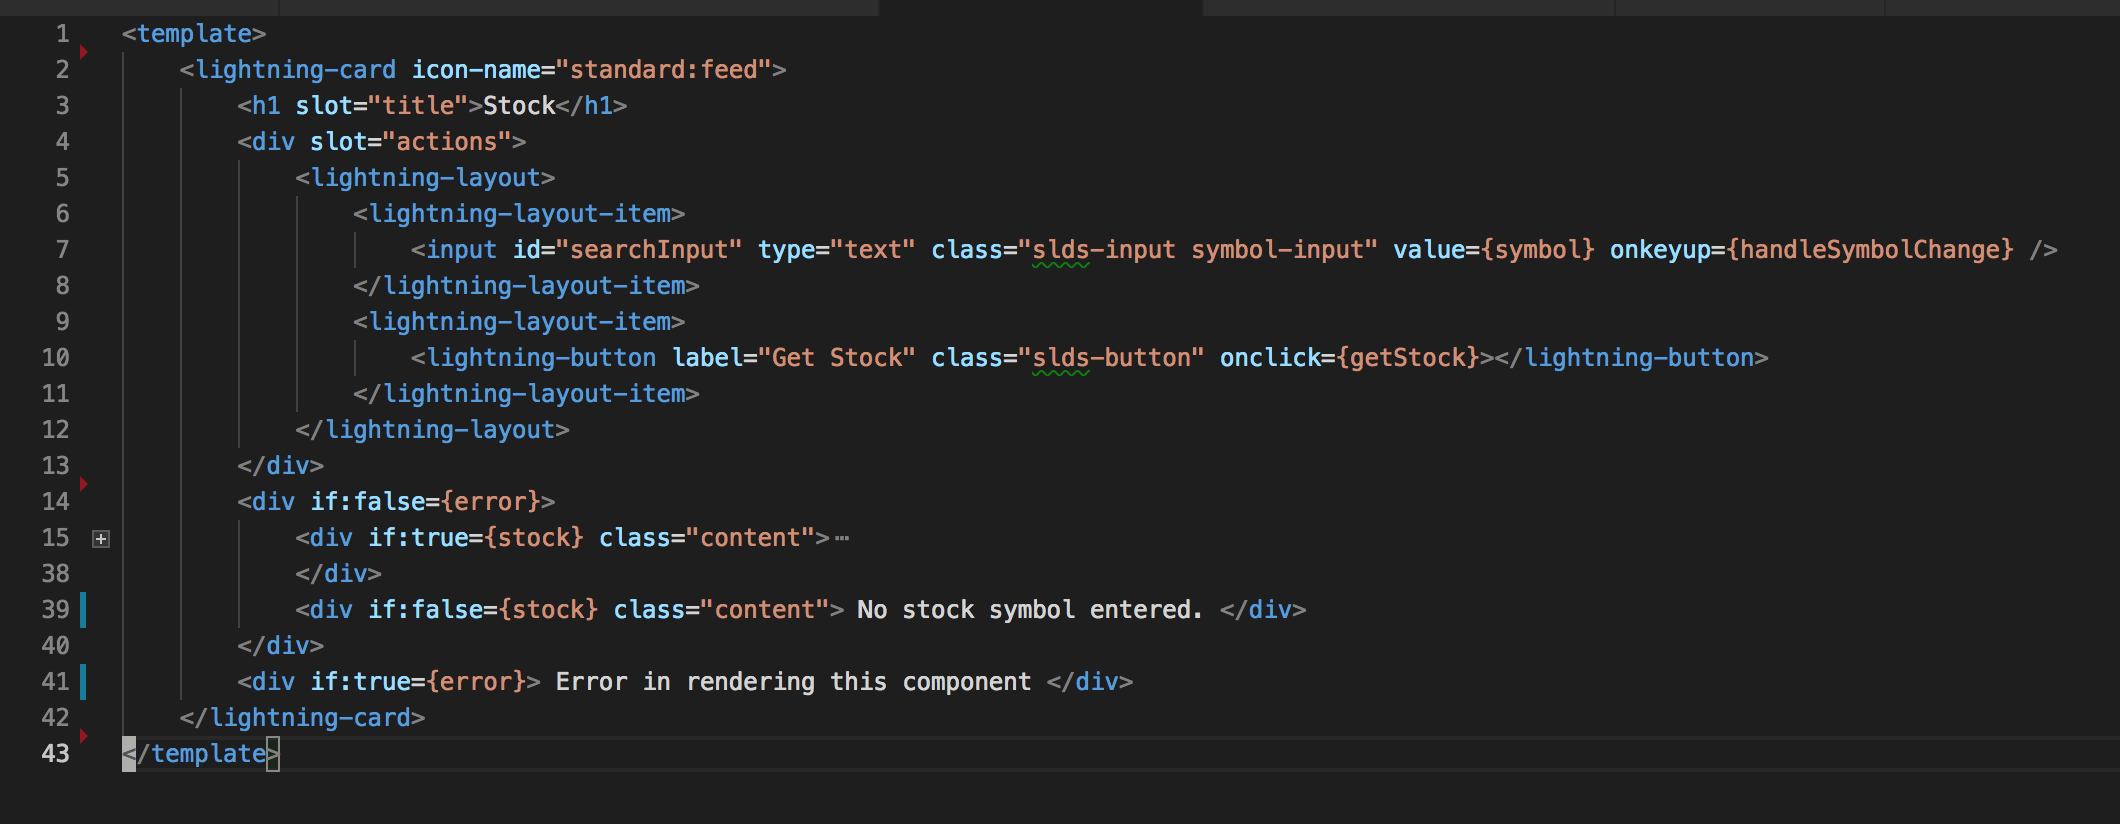 1 <template>
2     <lightning-card icon-name="standard:feed">
3         <h1 slot="title">Stock</h1>
4         <div slot="actions">
5             <lightning-layout>
6                 <lightning-layout-item>
7                     <input id="searchInput" type="text" class="slds-input symbol-input" value={symbol} onkeyup={handleSymbolChange} />
8                 </lightning-layout-item>
9                 <lightning-layout-item>
10                     <lightning-button label="Get Stock" class="slds-button" onclick={getStock}></lightning-button>
11                 </lightning-layout-item>
12             </lightning-layout>
13         </div>
14         <div if:false={error}>
15             <div if:true={stock} class="content">⋯
38             </div>
39             <div if:false={stock} class="content"> No stock symbol entered. </div>
40         </div>
41         <div if:true={error}> Error in rendering this component </div>
42     </lightning-card>
43 </template>